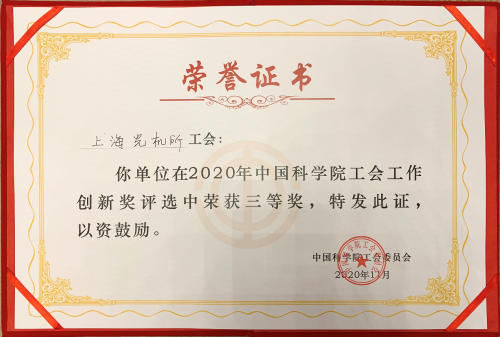 荣誉证书
上海光机所工会:
你单位在2020年中国科学院工会工作
创新奖评选中荣获三等奖，特发此证，
以资鼓励。
中国科学院工会委员会
2020年1月